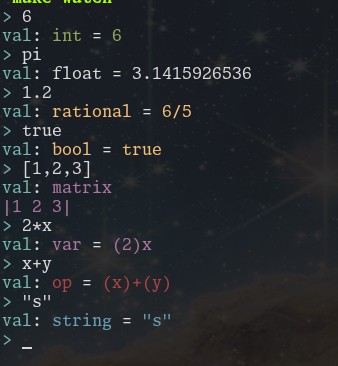 make watch
> 6
val: int = 6
> pi
val: float = 3.1415926536
> 1.2
val: rational = 6/5
> true
val: bool = true
> [1,2,3]
val: matrix
|1 2 3|
> 2*x
val: var = (2)x
> x+y
val: op = (x)+(y)
> "s"
val: string = "s"
> _